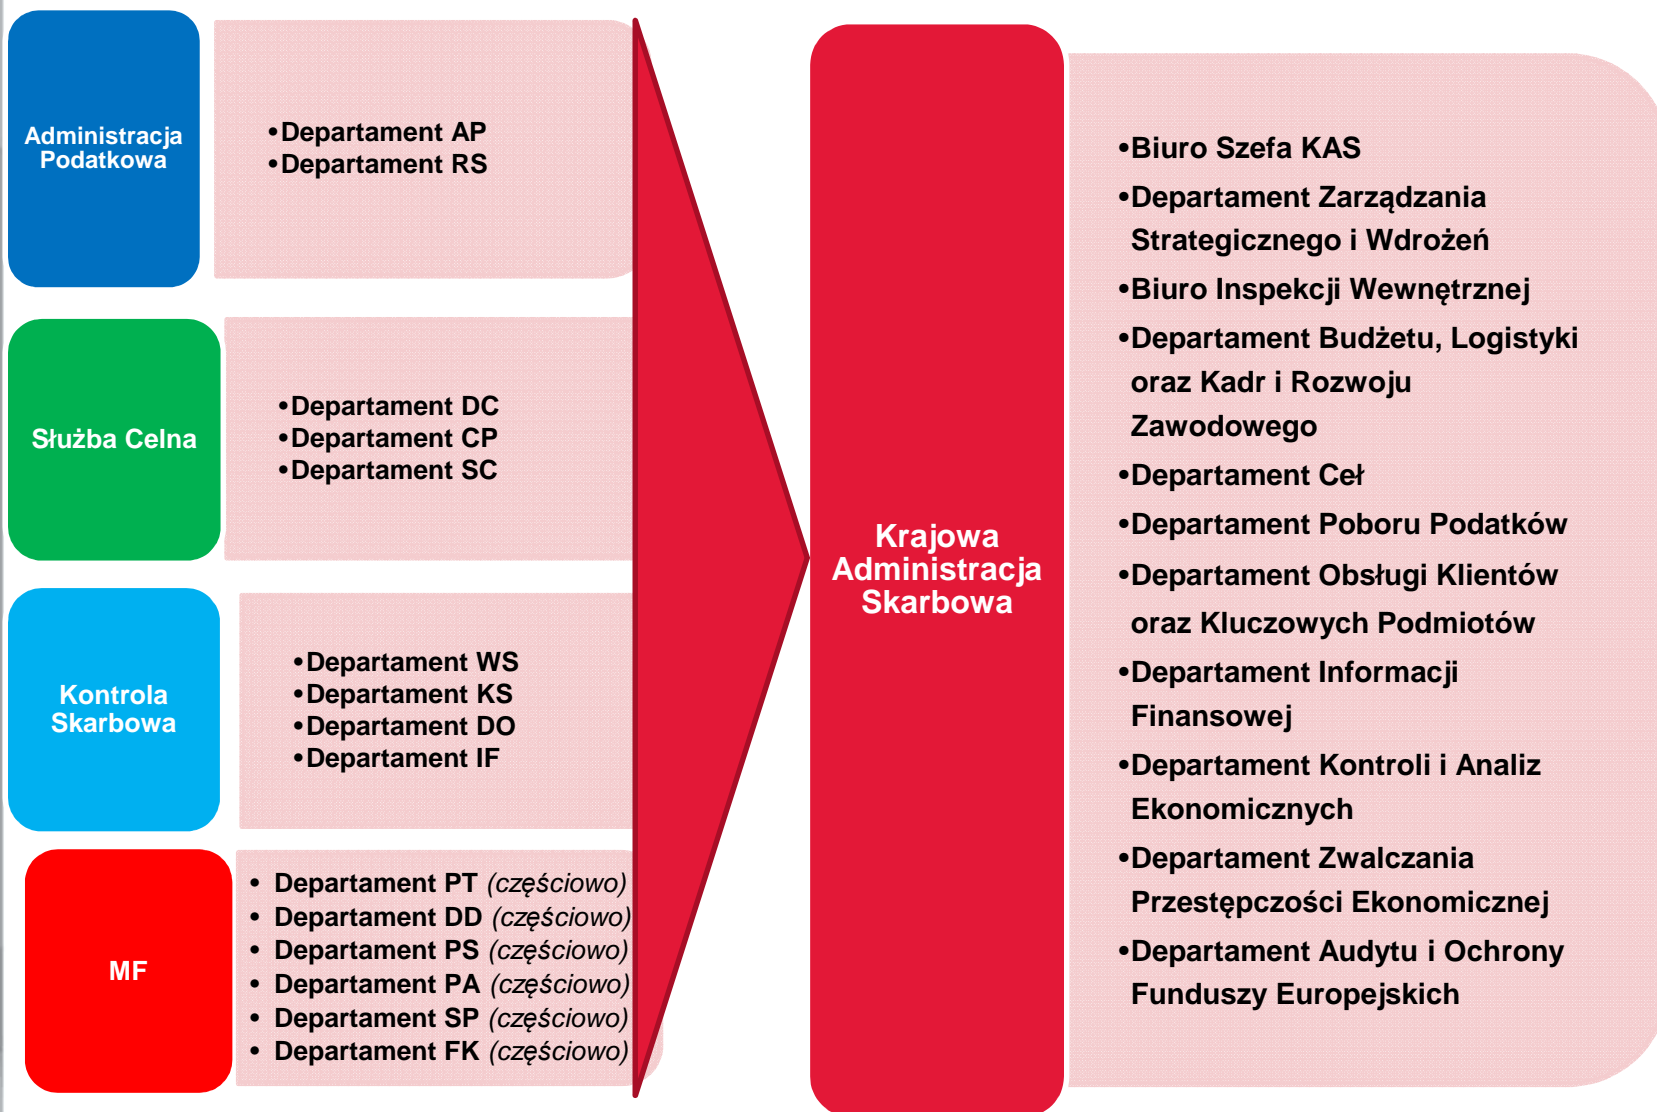 Administracja
Podatkowa
•Departament AP
•Departament RS
Służba Celna
•Departament DC
•Departament CP
•Departament SC
Kontrola
Skarbowa
•Departament WS
•Departament KS
•Departament DO
•Departament IF
MF
• Departament PT (częściowo)
• Departament DD (częściowo)
• Departament PS (częściowo)
• Departament PA (częściowo)
• Departament SP (częściowo)
• Departament FK (częściowo)
Krajowa
Administracja
Skarbowa
•Biuro Szefa KAS
•Departament Zarządzania
Strategicznego i Wdrożeń
•Biuro Inspekcji Wewnętrznej
•Departament Budżetu, Logistyki
oraz Kadr i Rozwoju
Zawodowego
•Departament Ceł
•Departament Poboru Podatków
•Departament Obsługi Klientów
oraz Kluczowych Podmiotów
•Departament Informacji
Finansowej
•Departament Kontroli i Analiz
Ekonomicznych
•Departament Zwalczania
Przestępczości Ekonomicznej
•Departament Audytu i Ochrony
Funduszy Europejskich